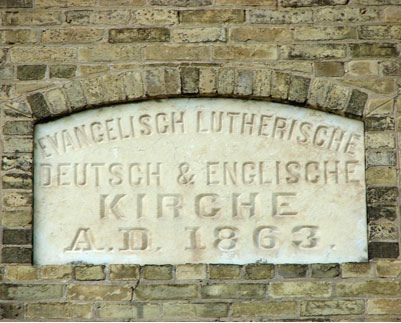 EVANGELISCH LUTHERISCHE
DEUTSCH & ENGLISCHE
KIRCHE
A.D. 1863.